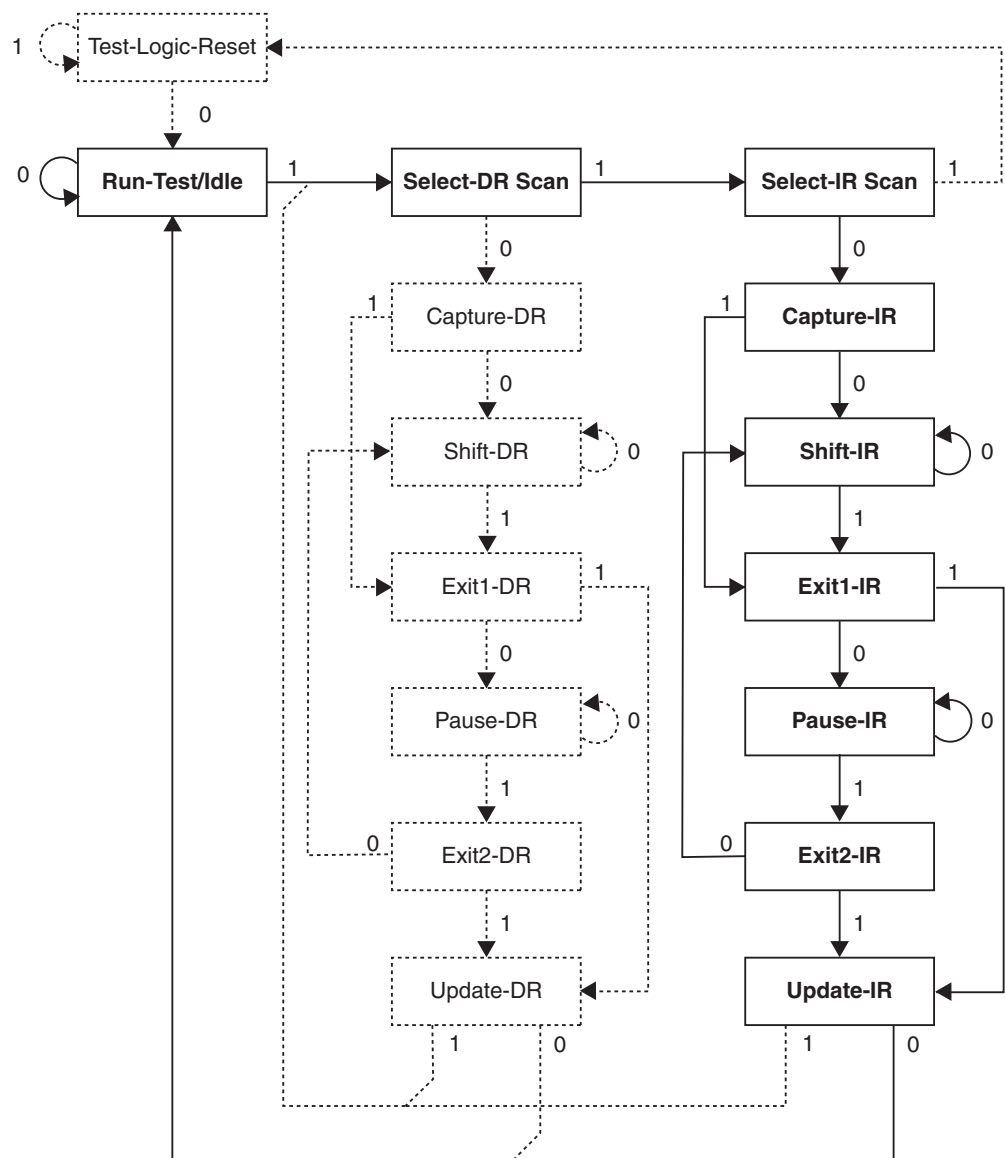 Test-Logic-Reset
1
0
0
Run-Test/Idle
1
Select-DR Scan
1
Select-IR Scan
1
0
0
1
Capture-DR
1
Capture-IR
0
0
Shift-DR
0
Shift-IR
0
1
1
Exit1-DR
1
Exit1-IR
1
0
0
Pause-DR
0
Pause-IR
0
1
1
0
Exit2-DR
0
Exit2-IR
1
1
Update-DR
Update-IR
1
0
1
0